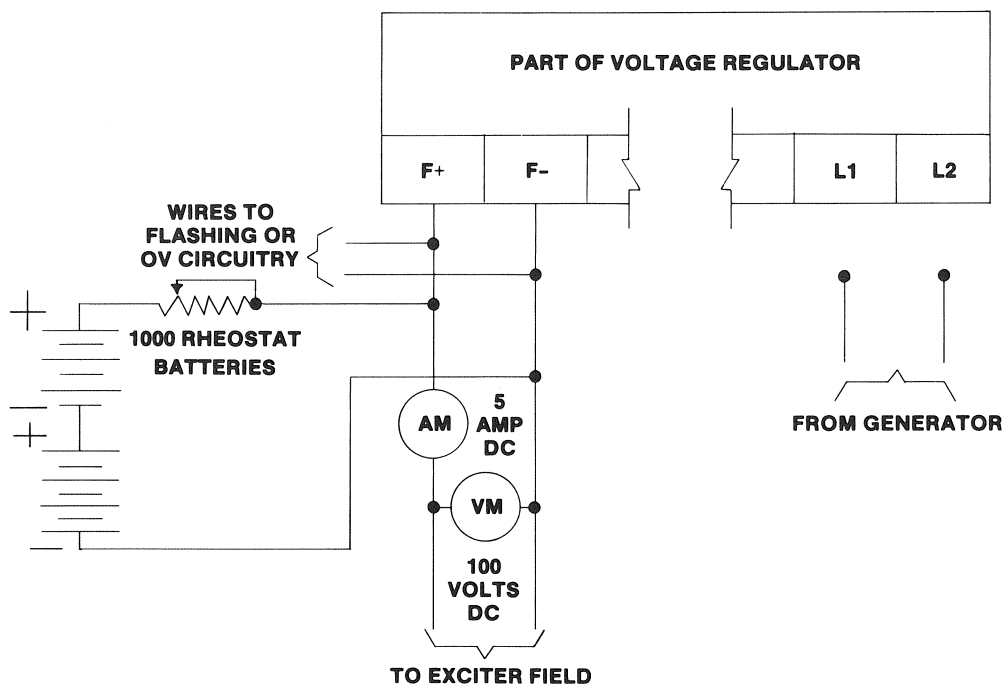 PART OF VOLTAGE REGULATOR
F+
F-
L1
L2
WIRES TO
FLASHING OR
OV CIRCUITRY
+
1000 RHEOSTAT
BATTERIES
-
+
-
AM
5
AMP
DC
VM
100
VOLTS
DC
FROM GENERATOR
TO EXCITER FIELD